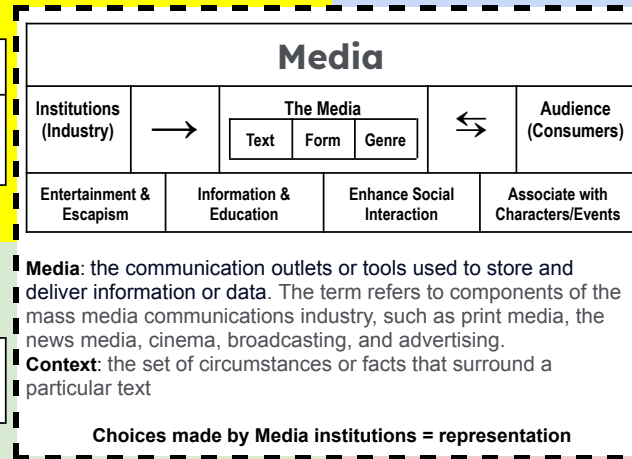 Media
Institutions
(Industry)
→
The Media
Text Form Genre
⇆
Audience
(Consumers)
Entertainment &
Escapism
Information &
Education
Enhance Social
Interaction
Associate with
Characters/Events
Media: the communication outlets or tools used to store and
deliver information or data. The term refers to components of the
mass media communications industry, such as print media, the
news media, cinema, broadcasting, and advertising.
Context: the set of circumstances or facts that surround a
particular text
Choices made by Media institutions = representation